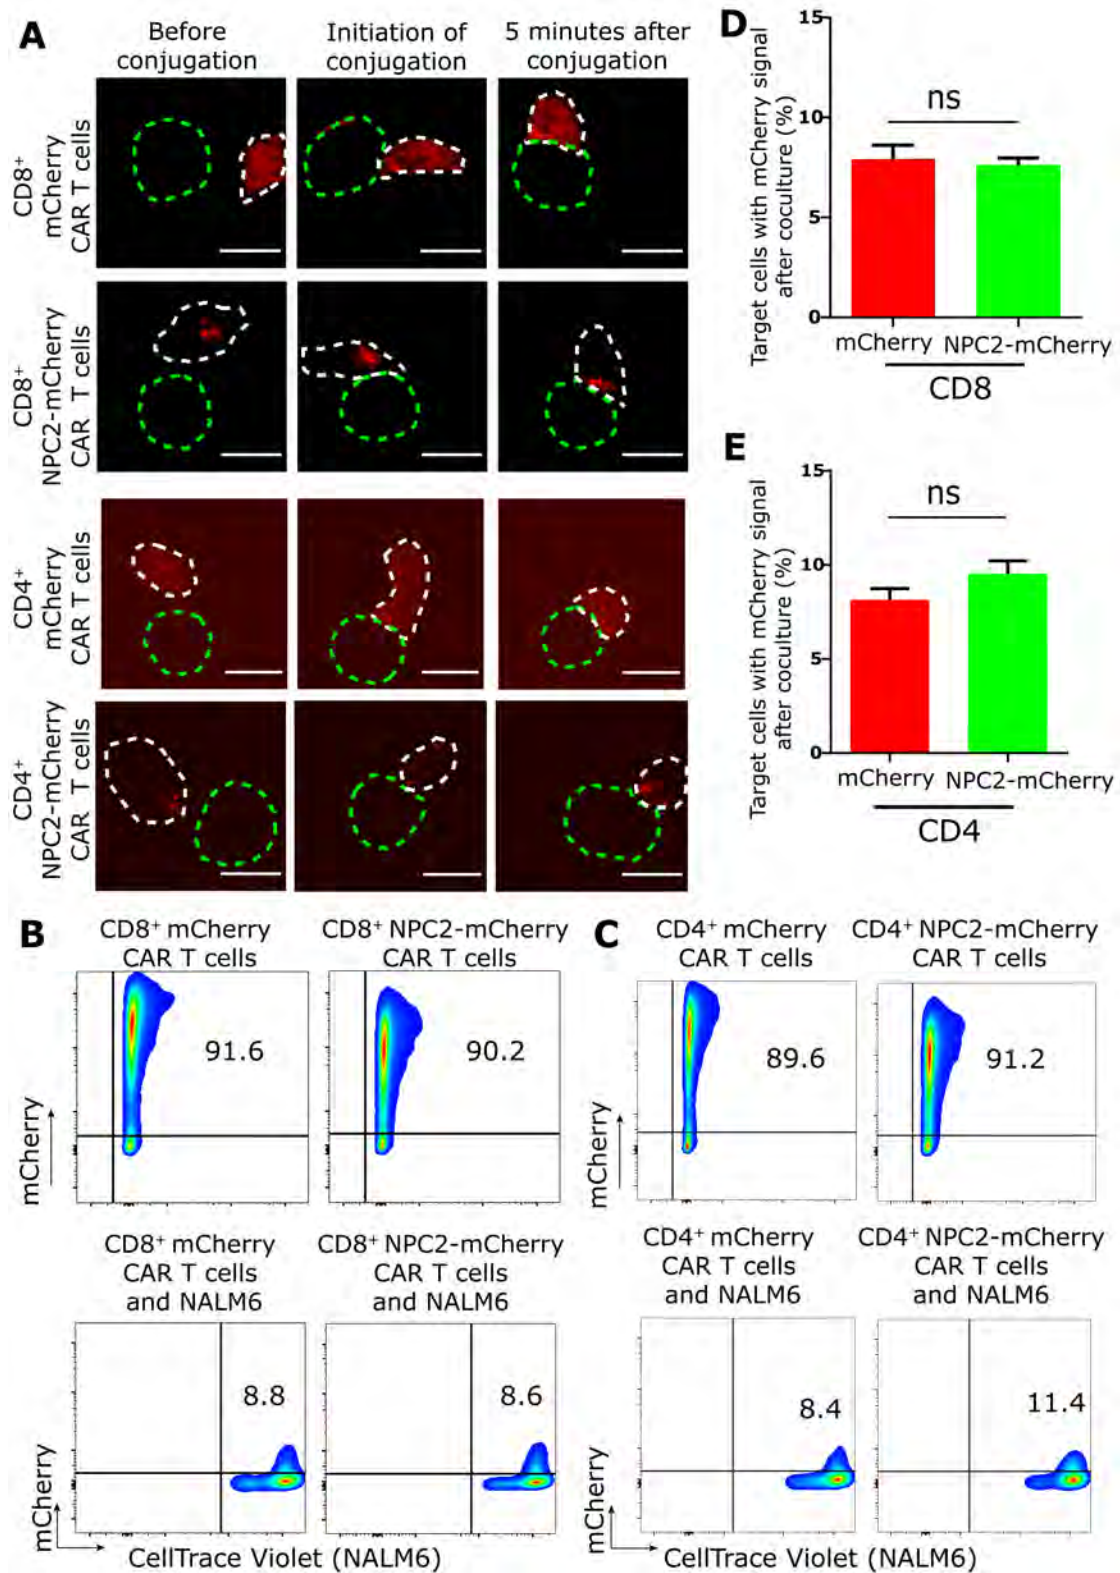 A
Before
conjugation
Initiation of
conjugation
5 minutes after
conjugation
CD8+
mCherry
CAR T cells
CD8+
NPC2-mCherry
CAR T cells
CD4+
mCherry
CAR T cells
CD4+
NPC2-mCherry
CAR T cells
D
Target cells with mCherry signal
after coculture (%)
15
10
5
0
ns
mCherry
NPC2-mCherry
CD8
E
Target cells with mCherry signal
after coculture (%)
15
10
5
0
ns
mCherry
NPC2-mCherry
CD4
B
CD8+ mCherry
CAR T cells
CD8+ NPC2-mCherry
CAR T cells
mCherry
91.6
90.2
CD8+ mCherry
CAR T cells
and NALM6
CD8+ NPC2-mCherry
CAR T cells
and NALM6
mCherry
8.8
8.6
CellTrace Violet (NALM6)
C
CD4+ mCherry
CAR T cells
CD4+ NPC2-mCherry
CAR T cells
mCherry
89.6
91.2
CD4+ mCherry
CAR T cells
and NALM6
CD4+ NPC2-mCherry
CAR T cells
and NALM6
mCherry
8.4
11.4
CellTrace Violet (NALM6)